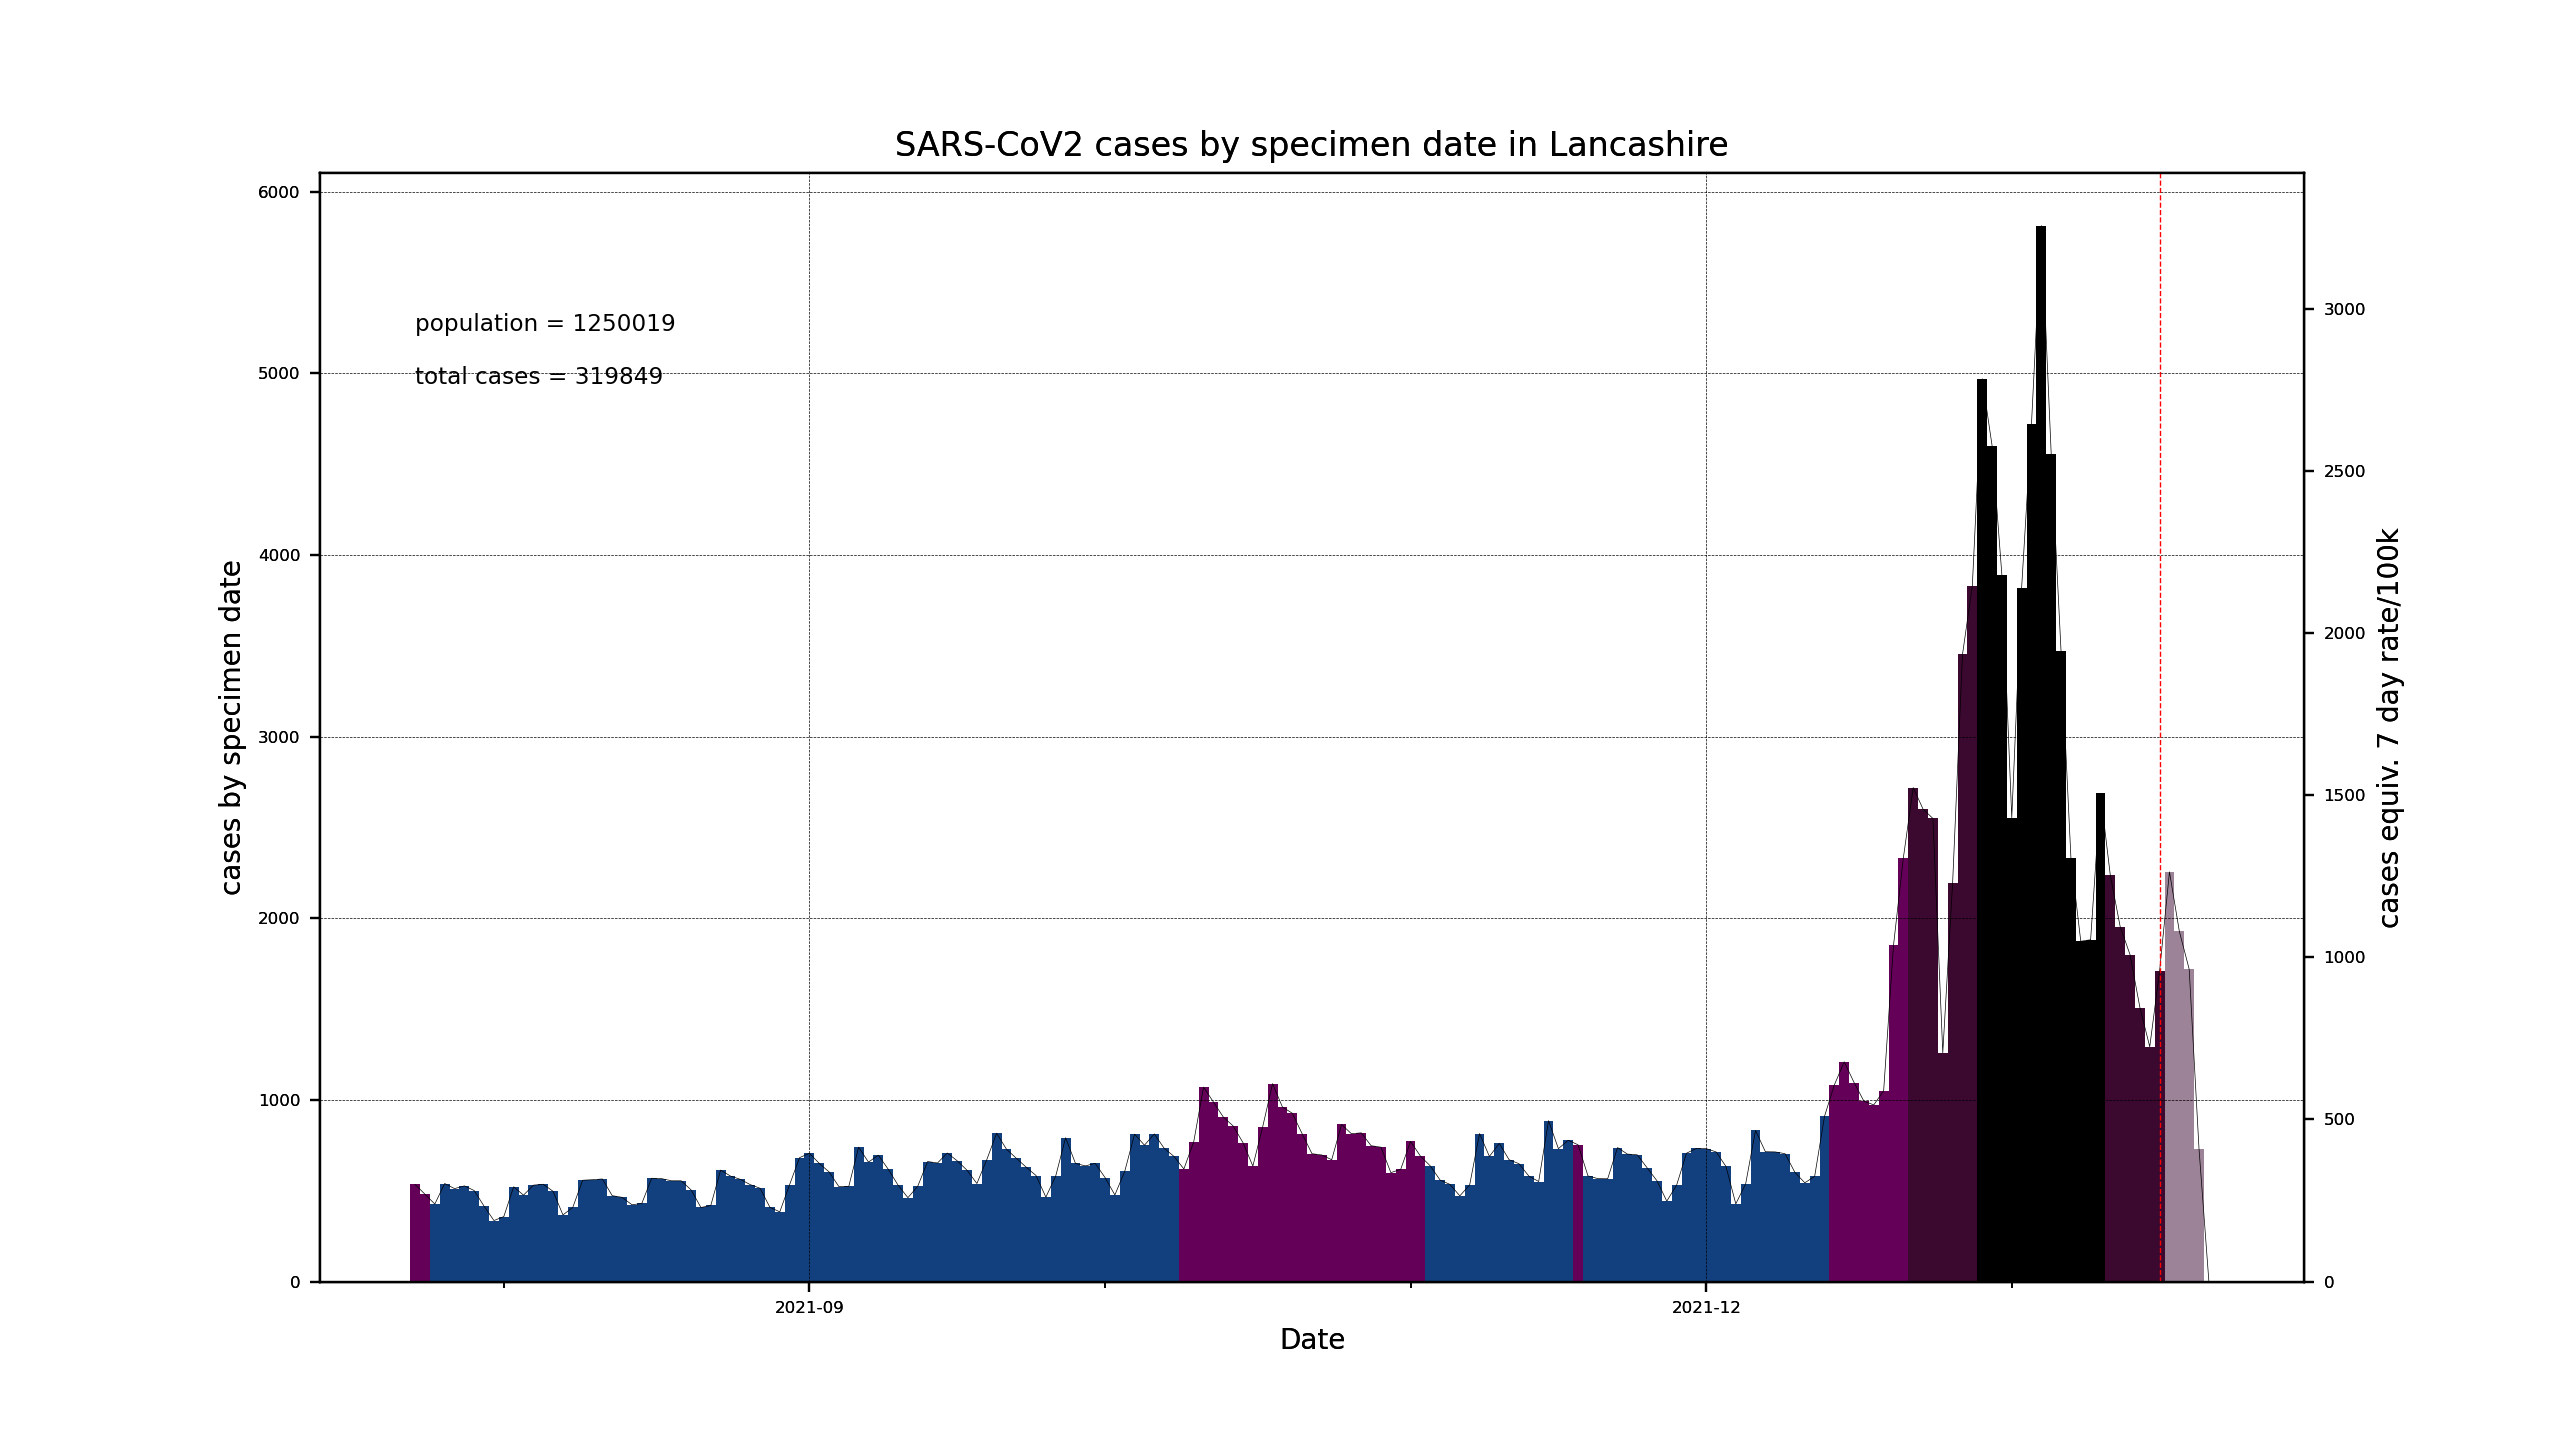 SARS-CoV2 cases by specimen date in Lancashire
population = 1250019
total cases = 319849
cases by specimen date
6000
5000
4000
3000
2000
1000
0
cases equiv. 7 day rate/100k
3000
2500
2000
1500
1000
500
0
2021-09
2021-12
Date